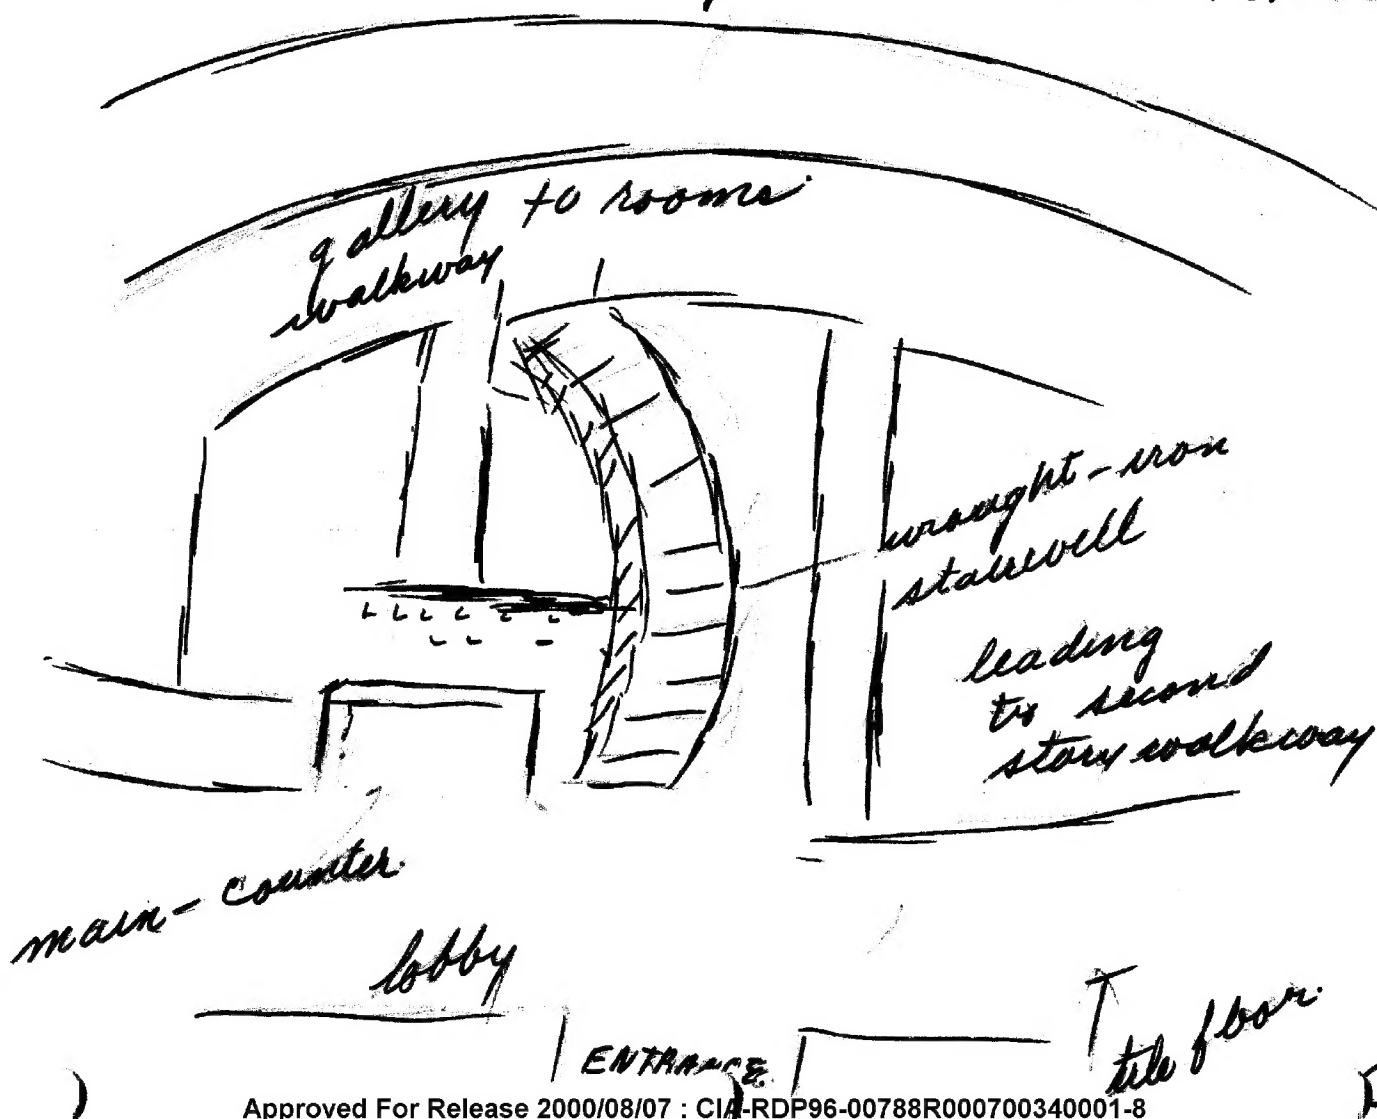 gallery to rooms
walkway
wrought-iron
stairwell
leading
to second
story walkway
main-counter
lobby
ENTRANCE
tile floor
Approved For Release 2000/08/07 : CIA-RDP96-00788R000700340001-8